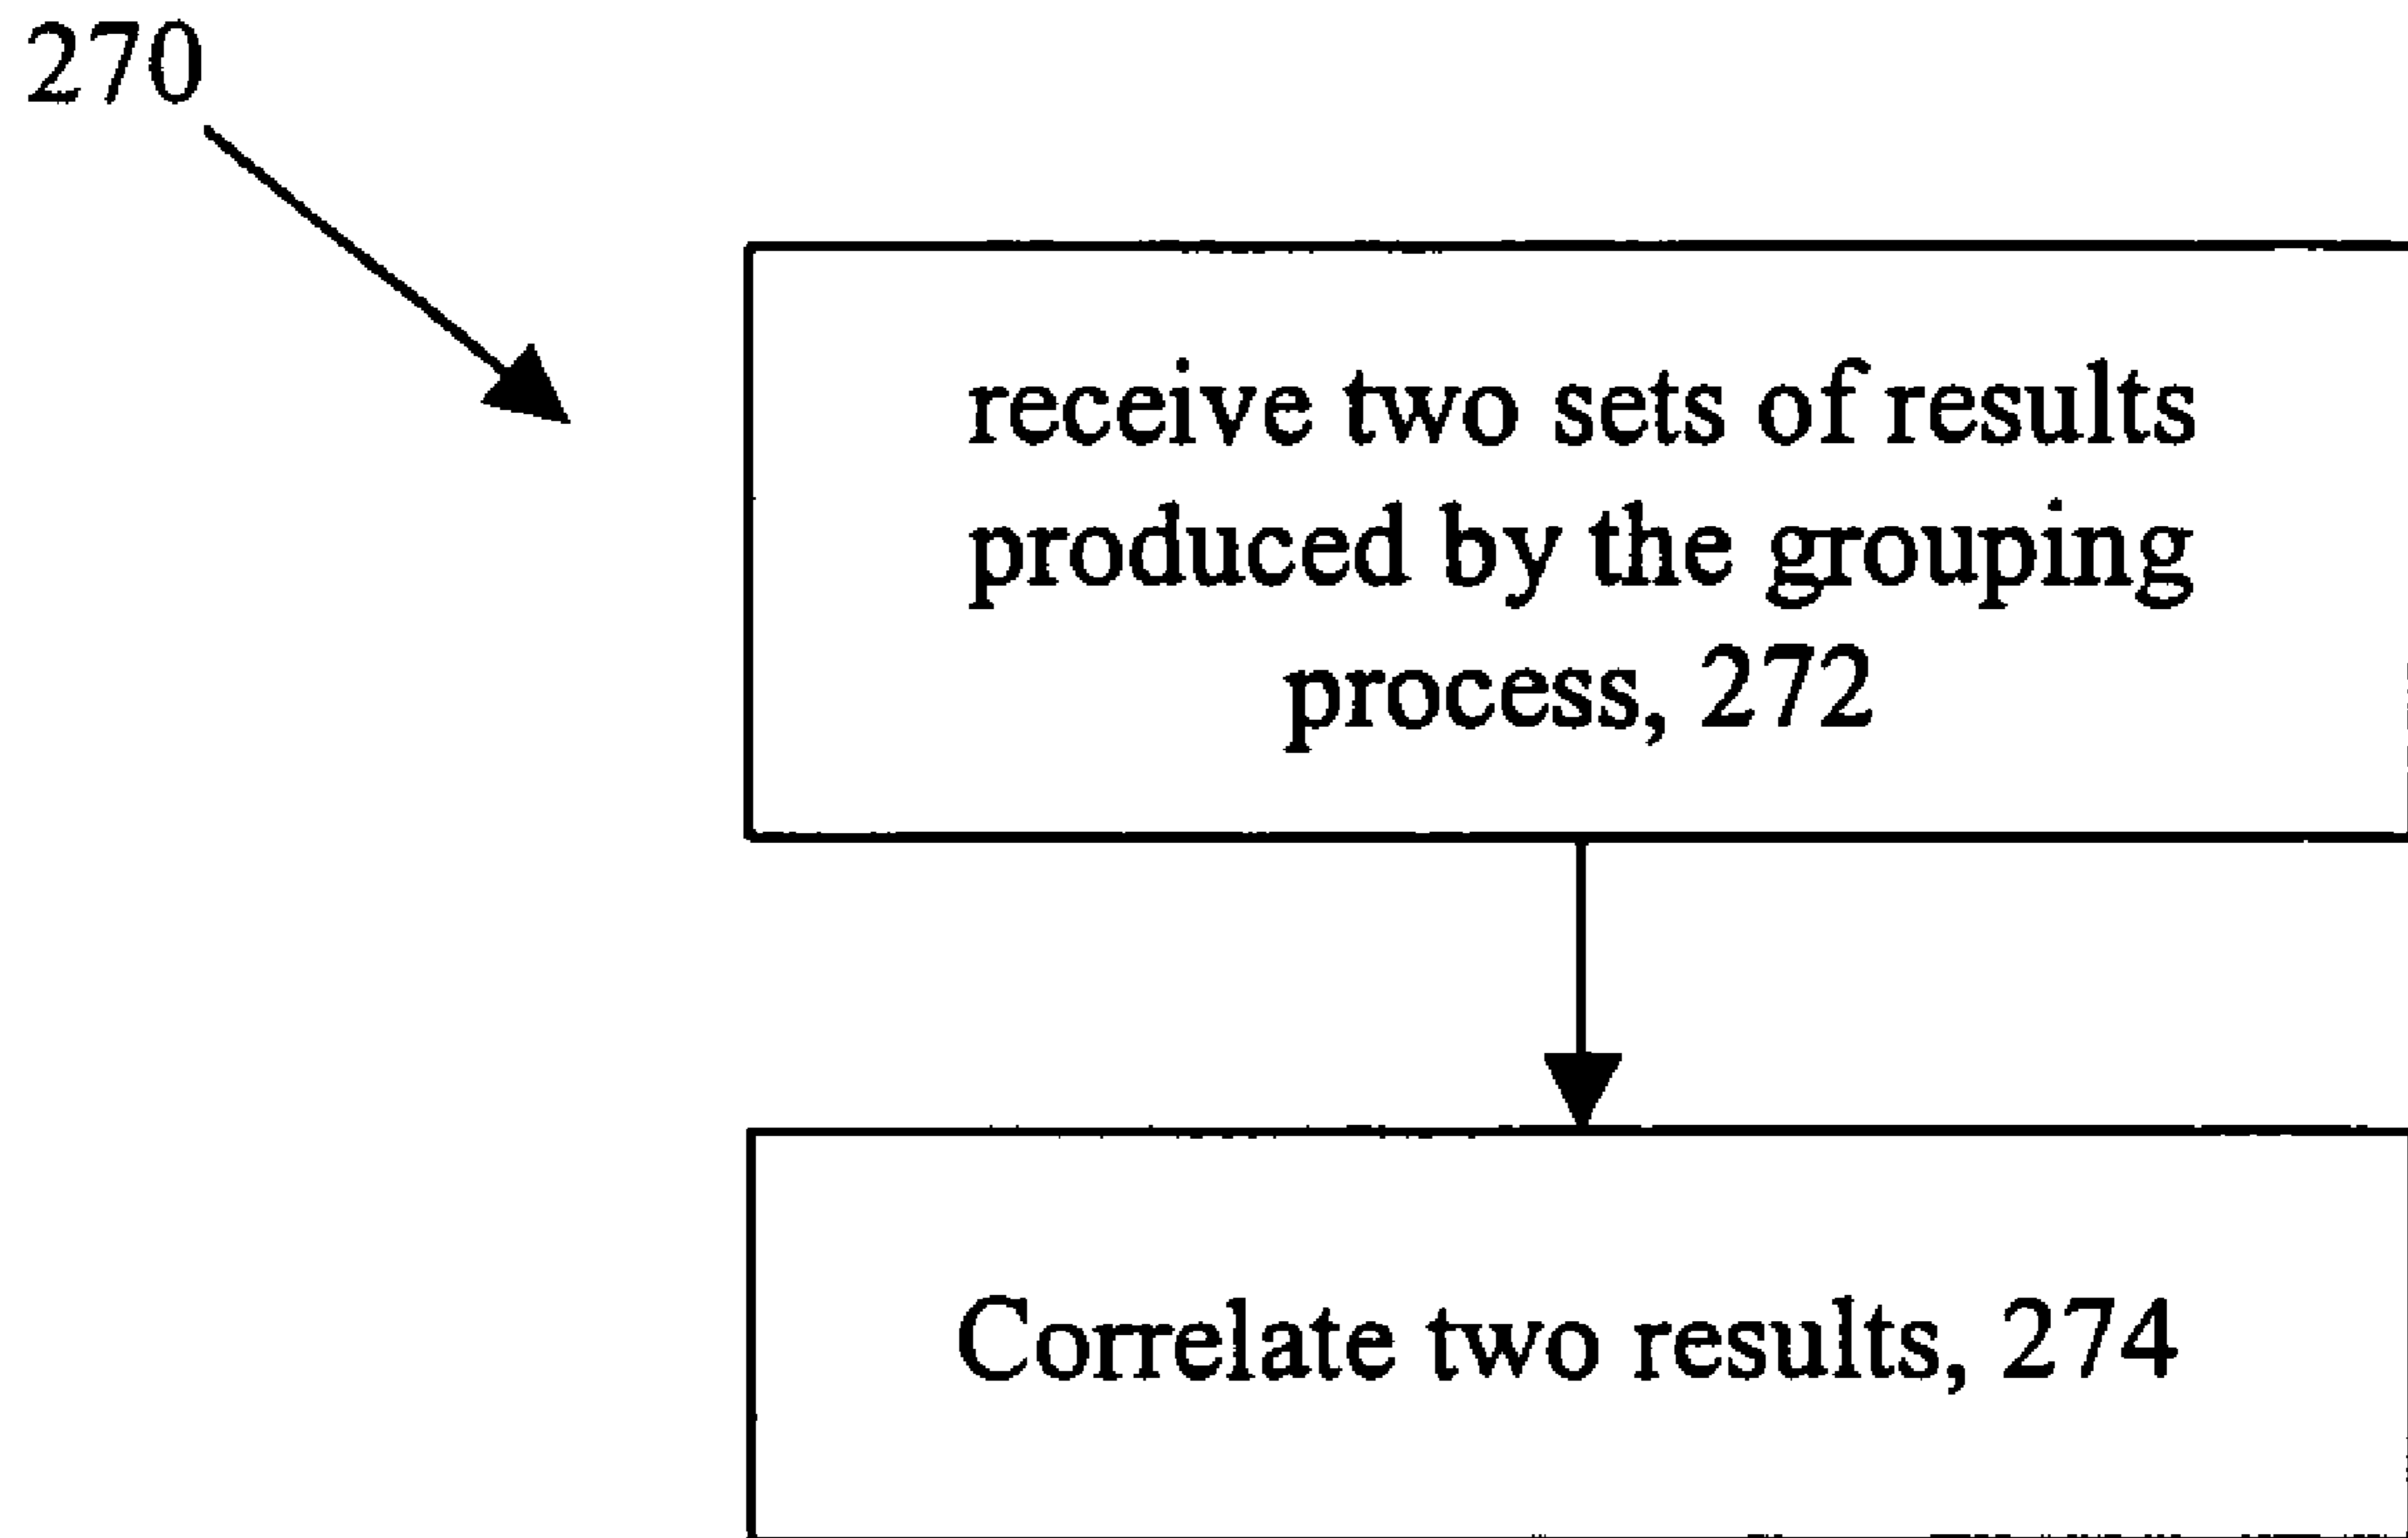 270
receive two sets of results
produced by the grouping
process, 272
Correlate two results, 274